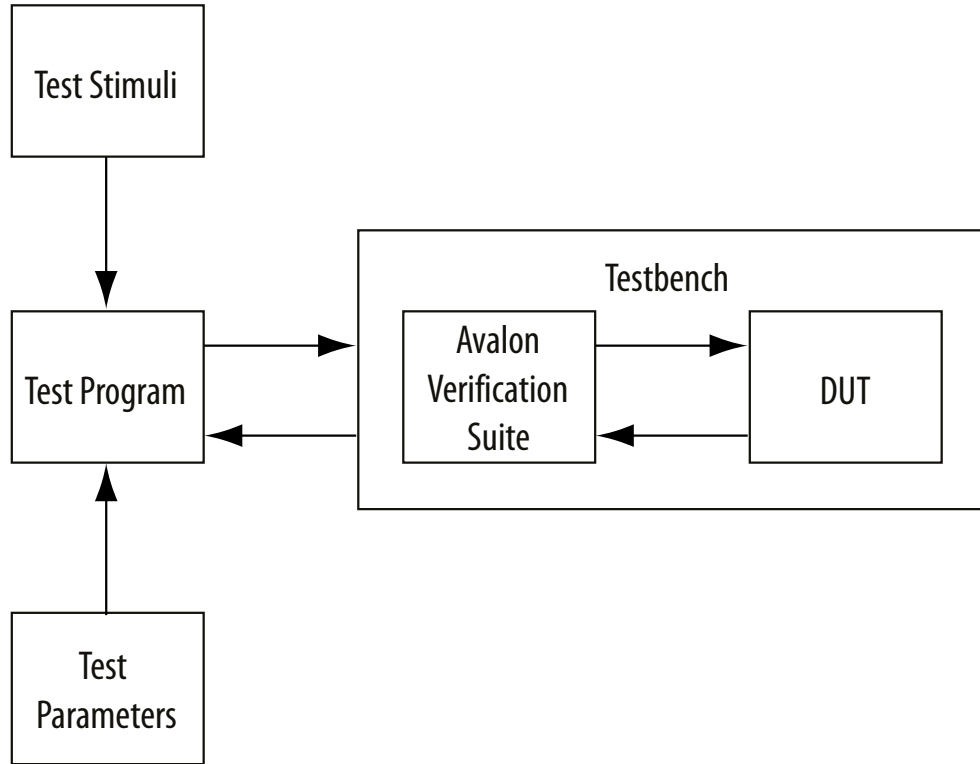 Test Stimuli
Testbench
Test Program
Avalon
Verification
Suite
DUT
Test
Parameters